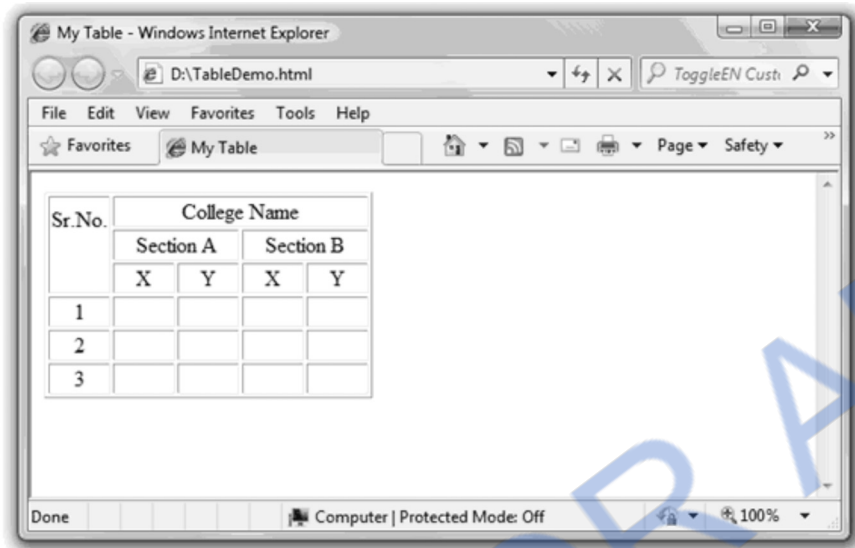 My Table - Windows Internet Explorer
D:\TableDemo.html
ToggleEN Custo
File Edit View Favorites Tools Help
Favorites My Table Page Safety
Sr.No. College Name
Section A Section B
X Y X Y
1
2
3
Done Computer | Protected Mode: Off 100%